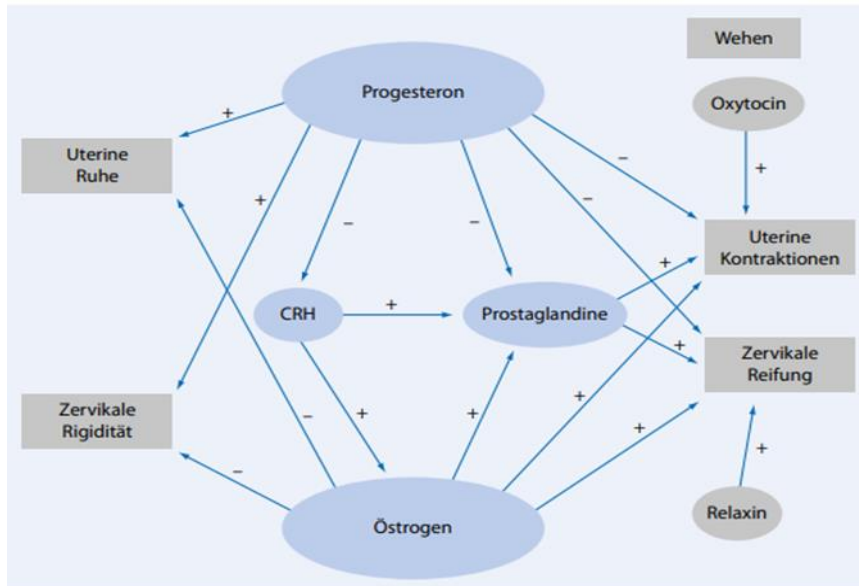 Wehen
Progesteron
Oxytocin
+
Uterine
Ruhe
−
+
+
−
−
−
−
Uterine
Kontraktionen
+
CRH
+
Prostaglandine
+
Zervikale
Reifung
Zervikale
Rigidität
−
+
+
+
+
+
−
Östrogen
Relaxin